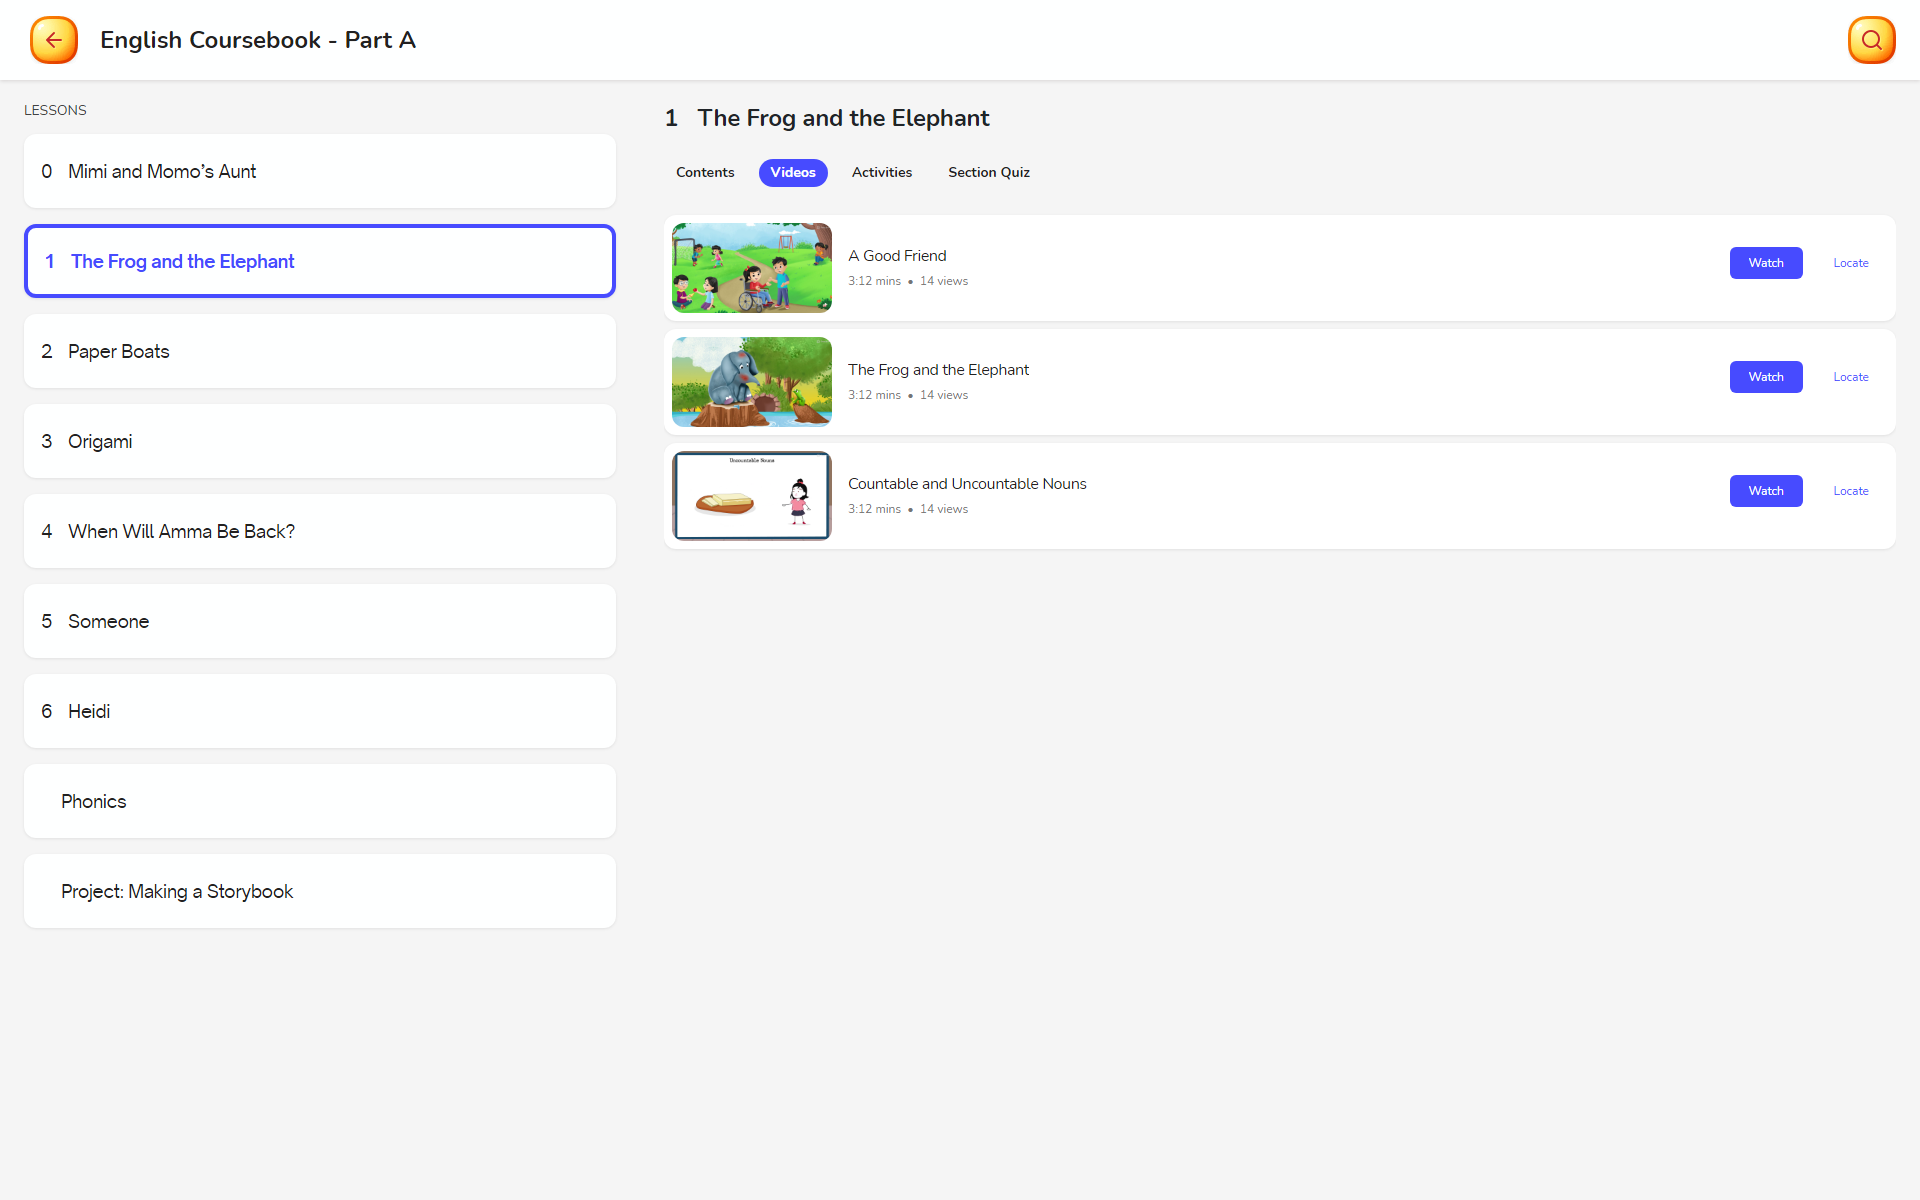 English Coursebook - Part A
LESSONS
0 Mimi and Momo’s Aunt
1 The Frog and the Elephant
2 Paper Boats
3 Origami
4 When Will Amma Be Back?
5 Someone
6 Heidi
Phonics
Project: Making a Storybook
1 The Frog and the Elephant
Contents Videos Activities Section Quiz
A Good Friend
3:12 mins • 14 views
Watch Locate
The Frog and the Elephant
3:12 mins • 14 views
Watch Locate
Uncountable Nouns
Countable and Uncountable Nouns
3:12 mins • 14 views
Watch Locate